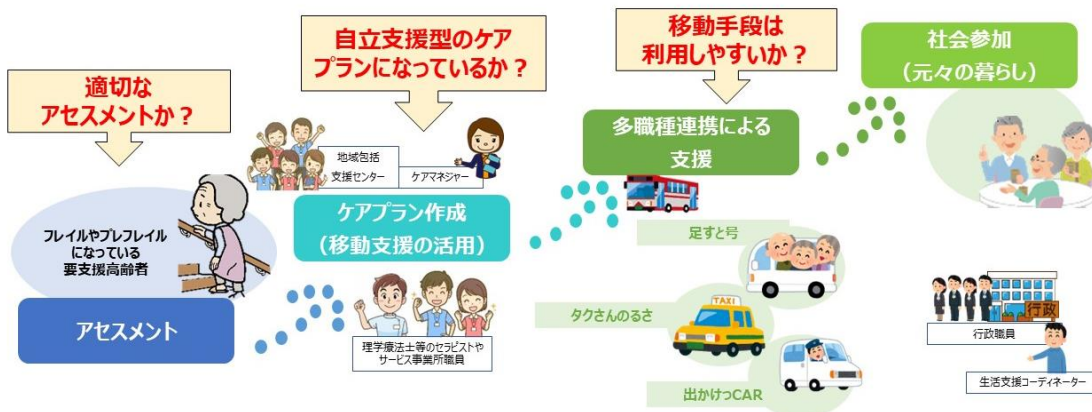 適切な
アセスメントか？
フレイルやプレフレイル
になっている
要支援高齢者
アセスメント
自立支援型のケア
プランになっているか？
地域包括
支援センター
ケアマネジャー
ケアプラン作成
（移動支援の活用）
理学療法士等のセラピストや
サービス事業所職員
移動手段は
利用しやすいか？
多職種連携による
支援
足すと号
TAXI
タクさんのるさ
出かけっCAR
社会参加
（元々の暮らし）
行政
行政職員
生活支援コーディネーター